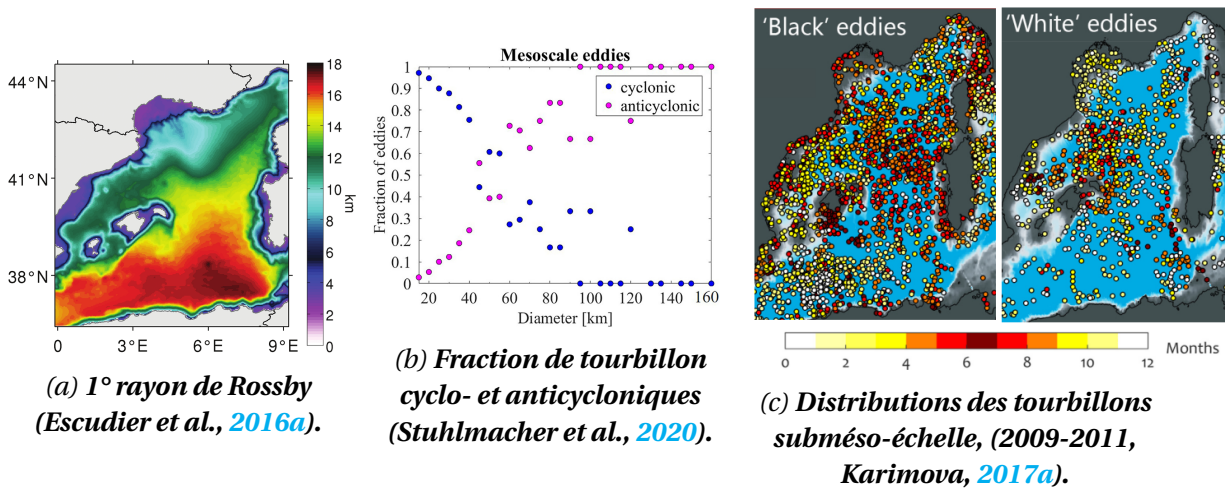 44°N
41°N
38°N
0
3°E
6°E
9°E
18
16
14
12
10
8
6
4
2
0
km
(a) 1° rayon de Rossby
(Escudier et al., 2016a).
Mesoscale eddies
1
0.9
0.8
0.7
0.6
0.5
0.4
0.3
0.2
0.1
0
Fraction of eddies
cyclonic
anticyclonic
20 40 60 80 100 120 140 160
Diameter [km]
(b) Fraction de tourbillon
cyclo- et anticycloniques
(Stuhlmacher et al., 2020).
'Black' eddies
'White' eddies
0 2 4 6 8 10 12
Months
(c) Distributions des tourbillons
subméso-échelle, (2009-2011,
Karimova, 2017a).